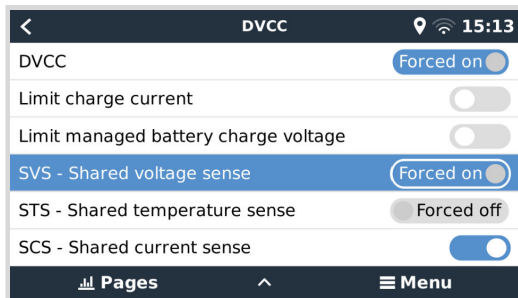 DVCC 15:13
DVCC Forced on
Limit charge current
Limit managed battery charge voltage
SVS - Shared voltage sense Forced on
STS - Shared temperature sense Forced off
SCS - Shared current sense
Pages Menu